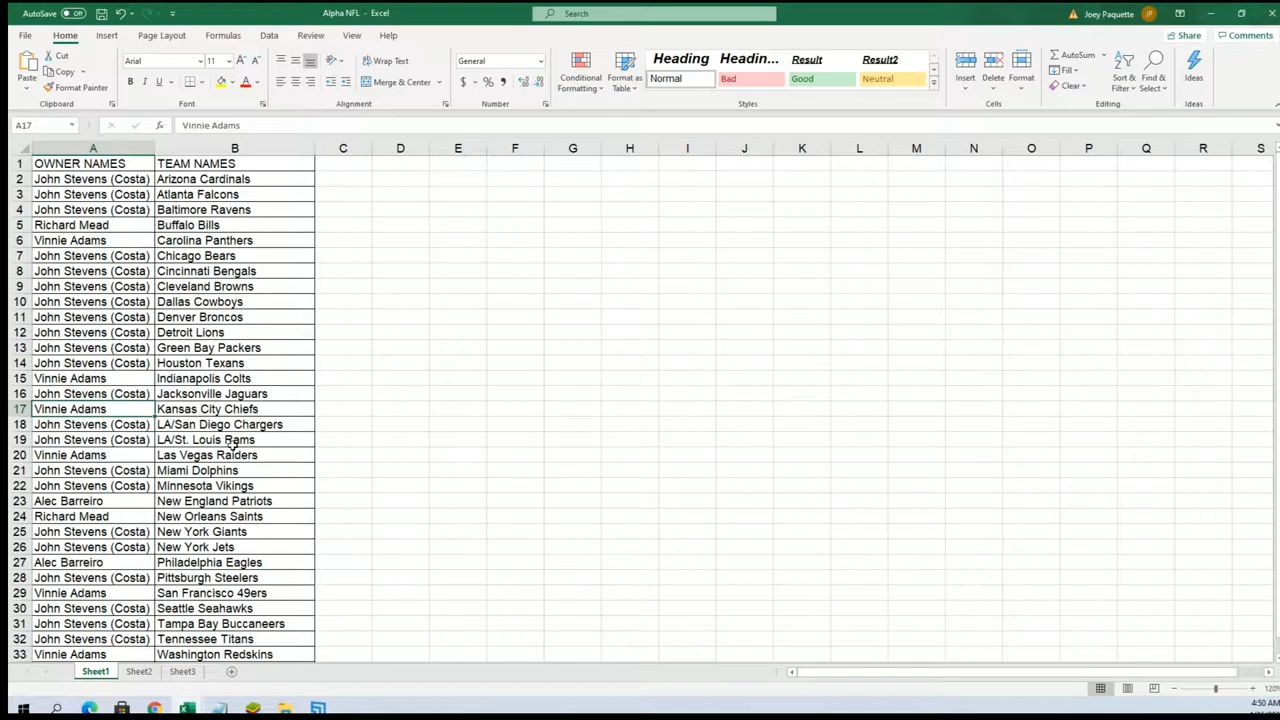 AutoSave Off Alpha NFL - Excel Search Joey Paquette JP
File Home Insert Page Layout Formulas Data Review View Help Share Comments
Cut
Copy
Format Painter
Paste
Clipboard
Arial 11
B I U
Font
Wrap Text
Merge & Center
Alignment
General
$ % ,
Number
Conditional Formatting
Format as Table
Heading Headin... Result Result2
Normal Bad Good Neutral
Styles
Insert Delete Format
Cells
AutoSum
Fill
Clear
Sort & Filter
Find & Select
Editing
Ideas
Ideas
A17 fx Vinnie Adams
A B C D E F G H I J K L M N O P Q R S
1 OWNER NAMES TEAM NAMES
2 John Stevens (Costa) Arizona Cardinals
3 John Stevens (Costa) Atlanta Falcons
4 John Stevens (Costa) Baltimore Ravens
5 Richard Mead Buffalo Bills
6 Vinnie Adams Carolina Panthers
7 John Stevens (Costa) Chicago Bears
8 John Stevens (Costa) Cincinnati Bengals
9 John Stevens (Costa) Cleveland Browns
10 John Stevens (Costa) Dallas Cowboys
11 John Stevens (Costa) Denver Broncos
12 John Stevens (Costa) Detroit Lions
13 John Stevens (Costa) Green Bay Packers
14 John Stevens (Costa) Houston Texans
15 Vinnie Adams Indianapolis Colts
16 John Stevens (Costa) Jacksonville Jaguars
17 Vinnie Adams Kansas City Chiefs
18 John Stevens (Costa) LA/San Diego Chargers
19 John Stevens (Costa) LA/St. Louis Rams
20 Vinnie Adams Las Vegas Raiders
21 John Stevens (Costa) Miami Dolphins
22 John Stevens (Costa) Minnesota Vikings
23 Alec Barreiro New England Patriots
24 Richard Mead New Orleans Saints
25 John Stevens (Costa) New York Giants
26 John Stevens (Costa) New York Jets
27 Alec Barreiro Philadelphia Eagles
28 John Stevens (Costa) Pittsburgh Steelers
29 Vinnie Adams San Francisco 49ers
30 John Stevens (Costa) Seattle Seahawks
31 John Stevens (Costa) Tampa Bay Buccaneers
32 John Stevens (Costa) Tennessee Titans
33 Vinnie Adams Washington Redskins
Sheet1 Sheet2 Sheet3
120%
4:50 AM